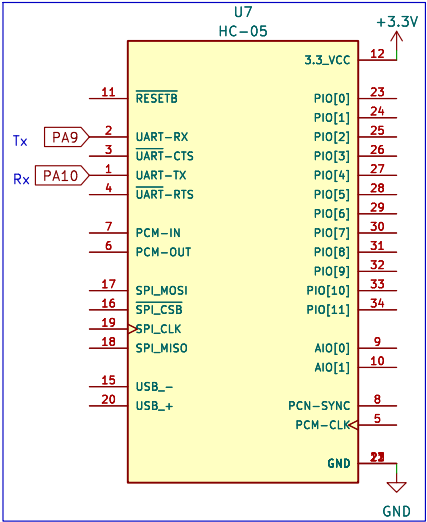 U7
HC-05
+3.3V
3.3_VCC 12
11 RESETB
PIO[0] 23
PIO[1] 24
Tx PA9 2 UART-RX
PIO[2] 25
3 UART-CTS
PIO[3] 26
Rx PA10 1 UART-TX
PIO[4] 27
4 UART-RTS
PIO[5] 28
PIO[6] 29
7 PCM-IN
PIO[7] 30
6 PCM-OUT
PIO[8] 31
PIO[9] 32
17 SPI_MOSI
PIO[10] 33
16 SPI_CSB
PIO[11] 34
19 SPI_CLK
18 SPI_MISO
AIO[0] 9
AIO[1] 10
15 USB_-
20 USB_+
PCN-SYNC 8
PCM-CLK 5
GND
GND